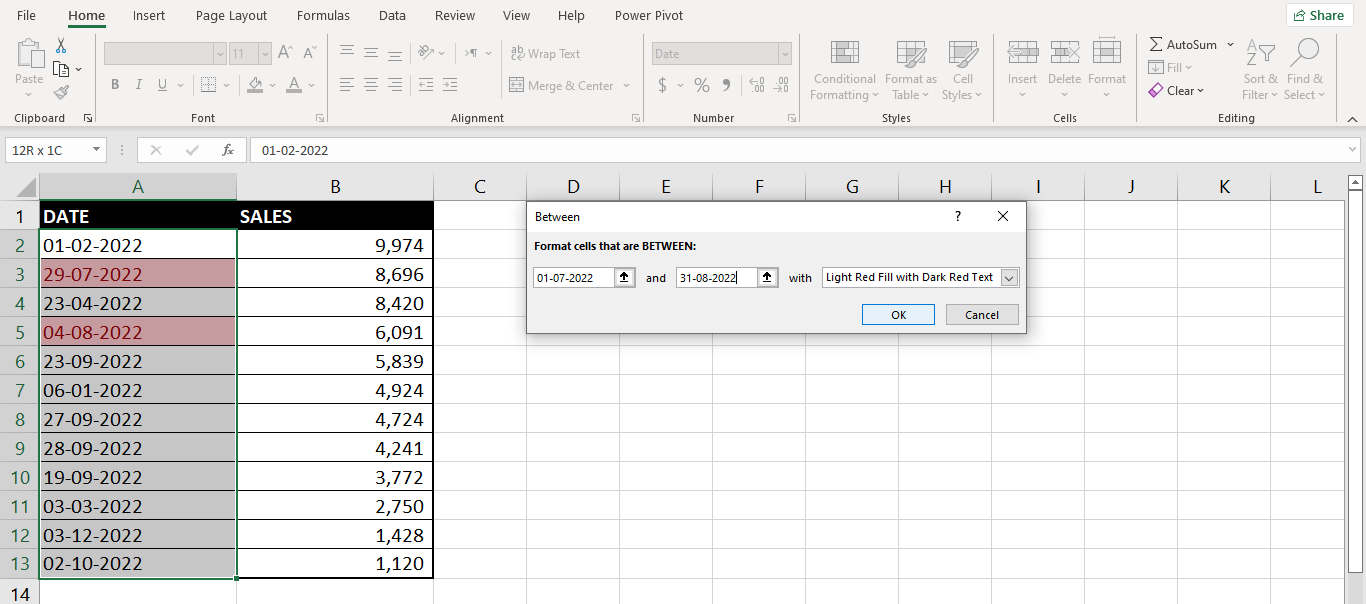 File Home Insert Page Layout Formulas Data Review View Help Power Pivot Share
11 A^ A˅ ab Wrap Text Date AutoSum
Paste Conditional Format as Cell Insert Delete Format Fill Sort & Find &
B I U A Merge & Center $ % 9 Formatting Table Styles Clear Filter Select
Clipboard Font Alignment Number Styles Cells Editing
12R x 1C fx 01-02-2022
A B C D E F G H I J K L
1 DATE SALES
2 01-02-2022 9,974
3 29-07-2022 8,696
4 23-04-2022 8,420
5 04-08-2022 6,091
6 23-09-2022 5,839
7 06-01-2022 4,924
8 27-09-2022 4,724
9 28-09-2022 4,241
10 19-09-2022 3,772
11 03-03-2022 2,750
12 03-12-2022 1,428
13 02-10-2022 1,120
14
Between ?
Format cells that are BETWEEN:
01-07-2022 and 31-08-2022 with Light Red Fill with Dark Red Text
OK Cancel